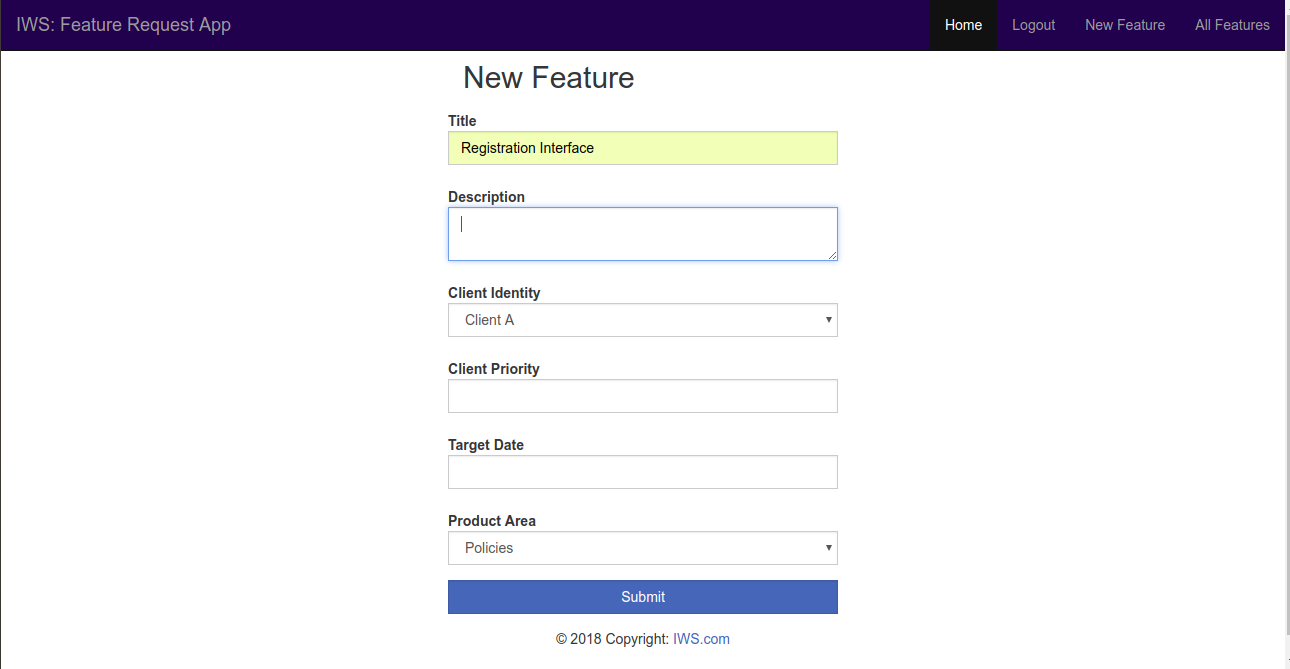 IWS: Feature Request App Home Logout New Feature All Features
New Feature
Title
Registration Interface
Description
Client Identity
Client A
Client Priority
Target Date
Product Area
Policies
Submit
© 2018 Copyright: IWS.com